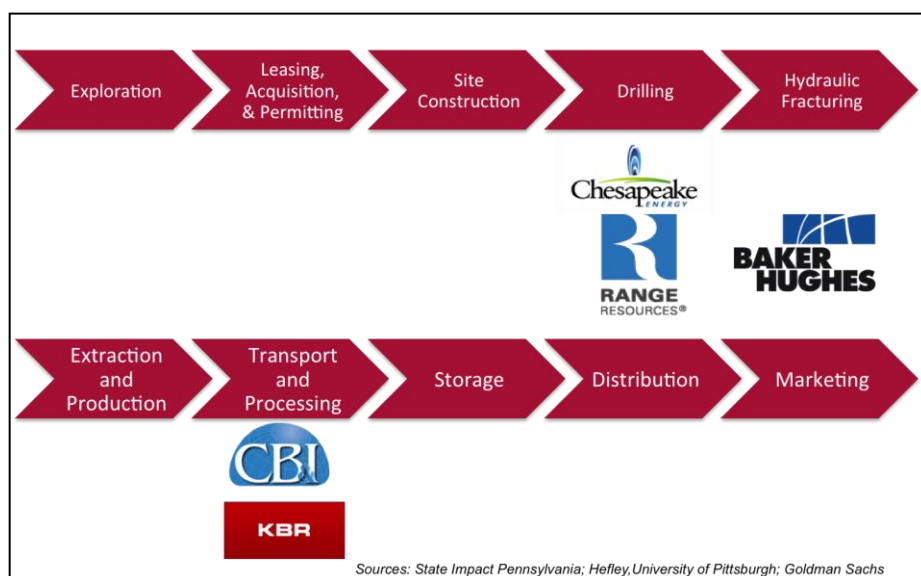 Exploration
Leasing,
Acquisition,
& Permitting
Site
Construction
Drilling
Hydraulic
Fracturing
Chesapeake
ENERGY
RANGE
RESOURCES®
BAKER
HUGHES
Extraction
and
Production
Transport
and
Processing
Storage
Distribution
Marketing
CB&I
KBR
Sources: State Impact Pennsylvania; Hefley,University of Pittsburgh; Goldman Sachs